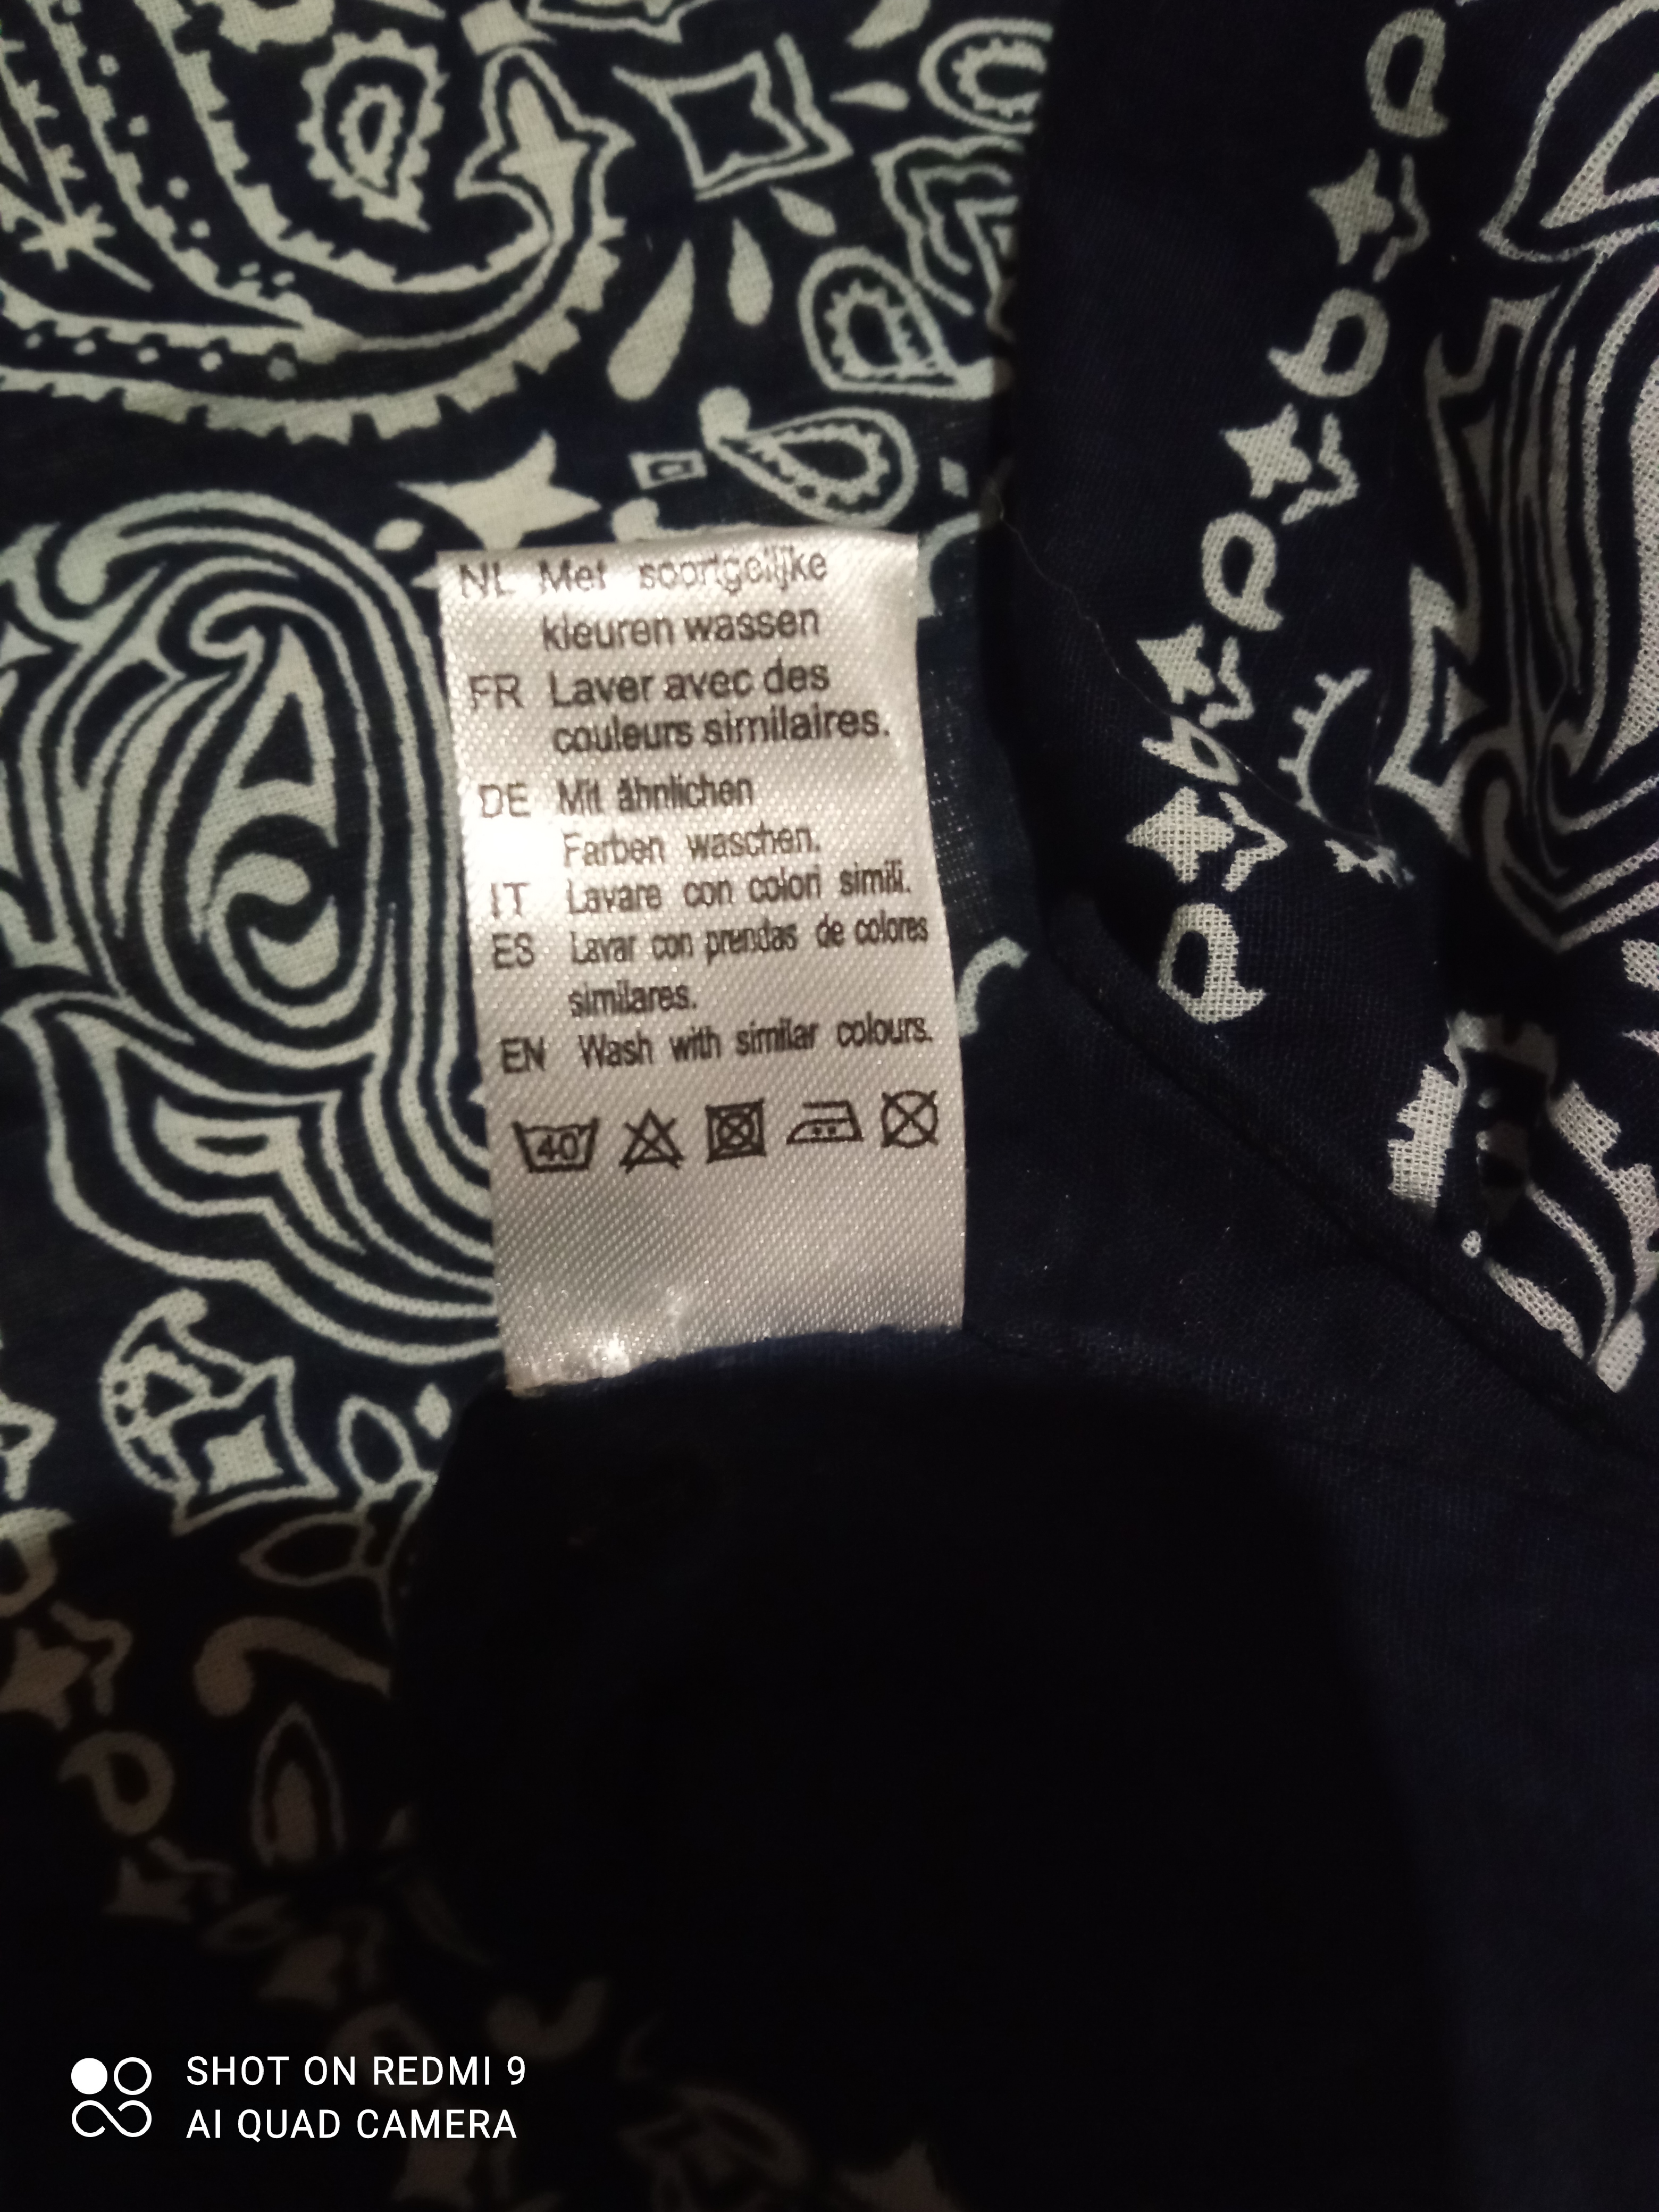 NL Met soortgelijke
kleuren wassen
FR Laver avec des
couleurs similaires.
DE Mit ähnlichen
Farben waschen.
IT Lavare con colori simili.
ES Lavar con prendas de colores
similares.
EN Wash with similar colours.
40
SHOT ON REDMI 9
AI QUAD CAMERA